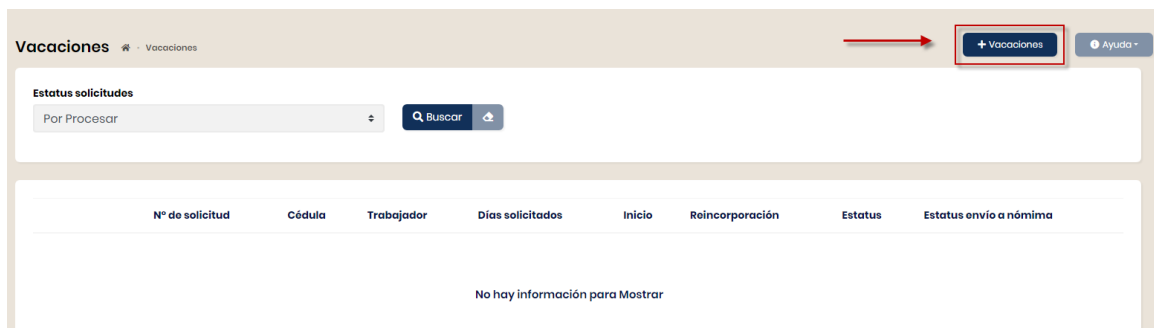 Vacaciones · Vacaciones + Vacaciones Ayuda
Estatus solicitudes
Por Procesar Buscar
Nº de solicitud Cédula Trabajador Días solicitados Inicio Reincorporación Estatus Estatus envío a nómima
No hay información para Mostrar